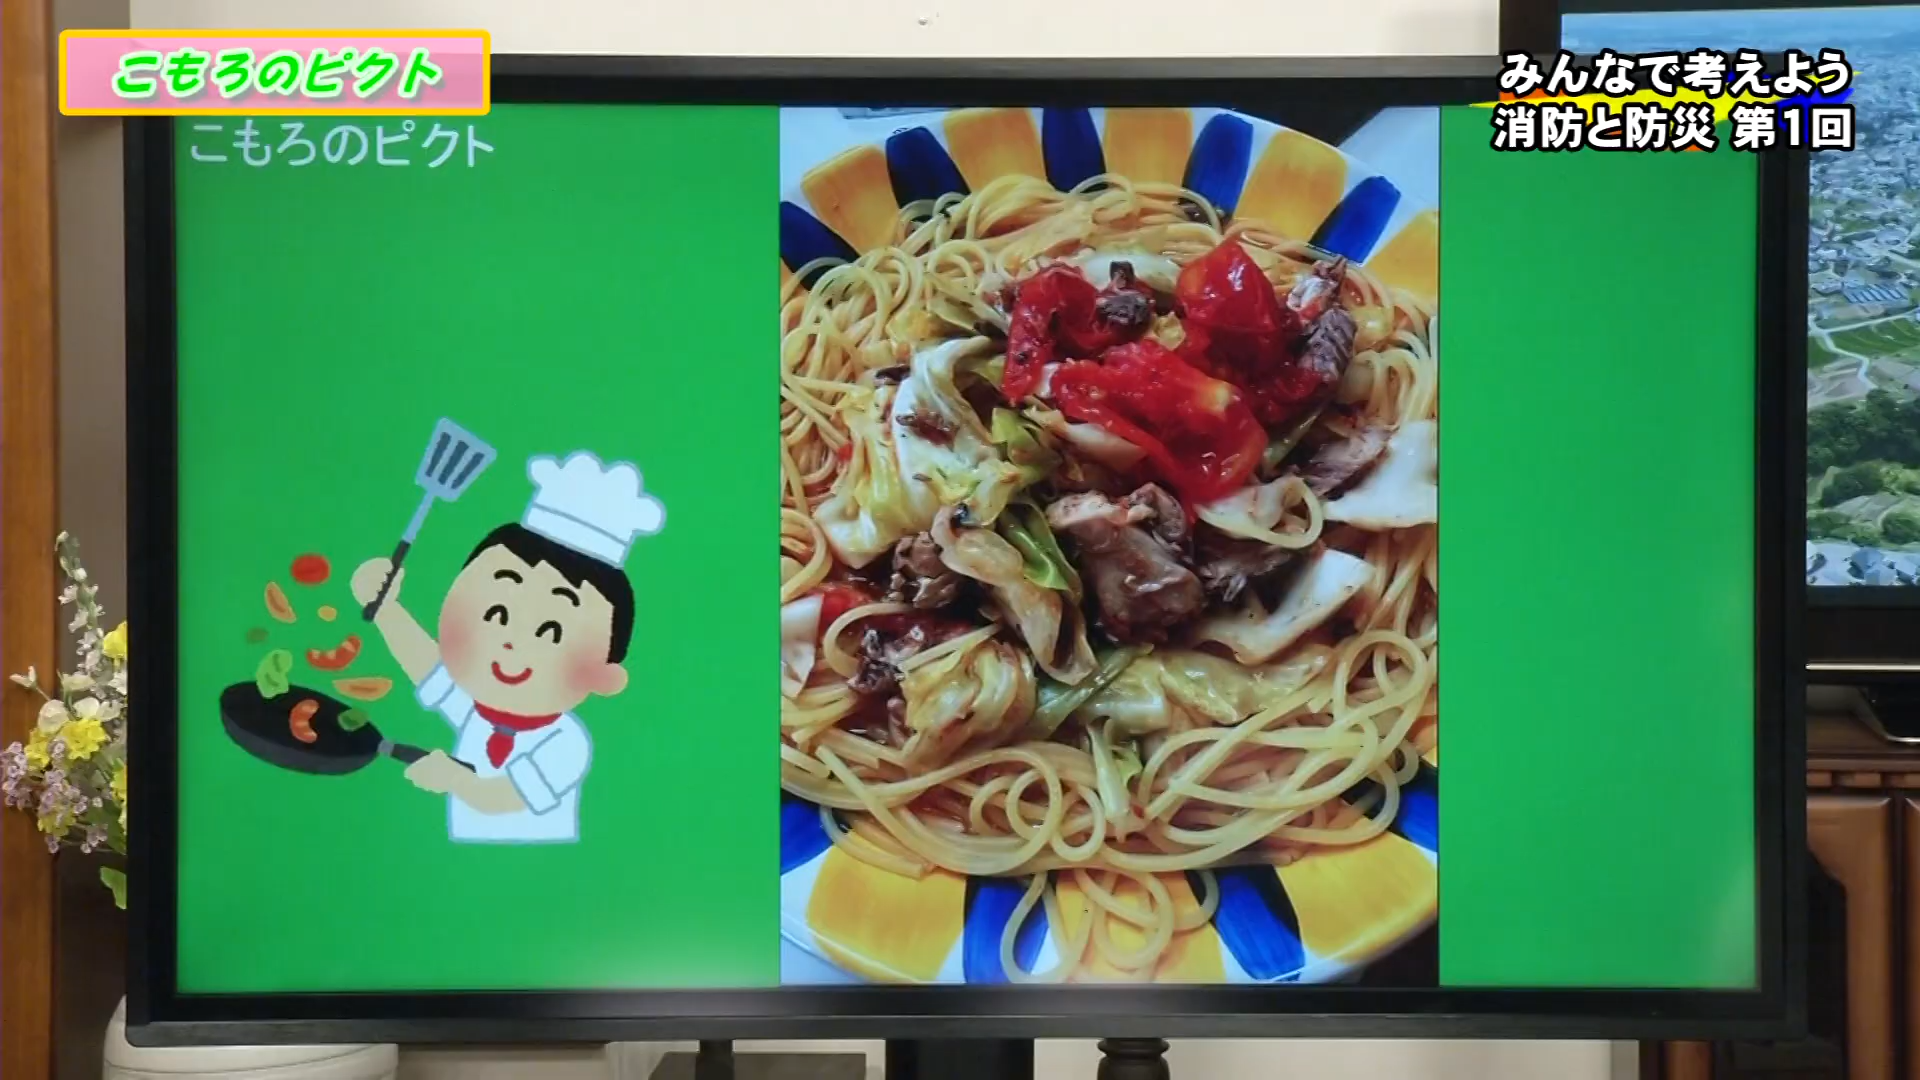 こもろのピクト
みんなで考えよう
消防と防災 第1回
こもろのピクト